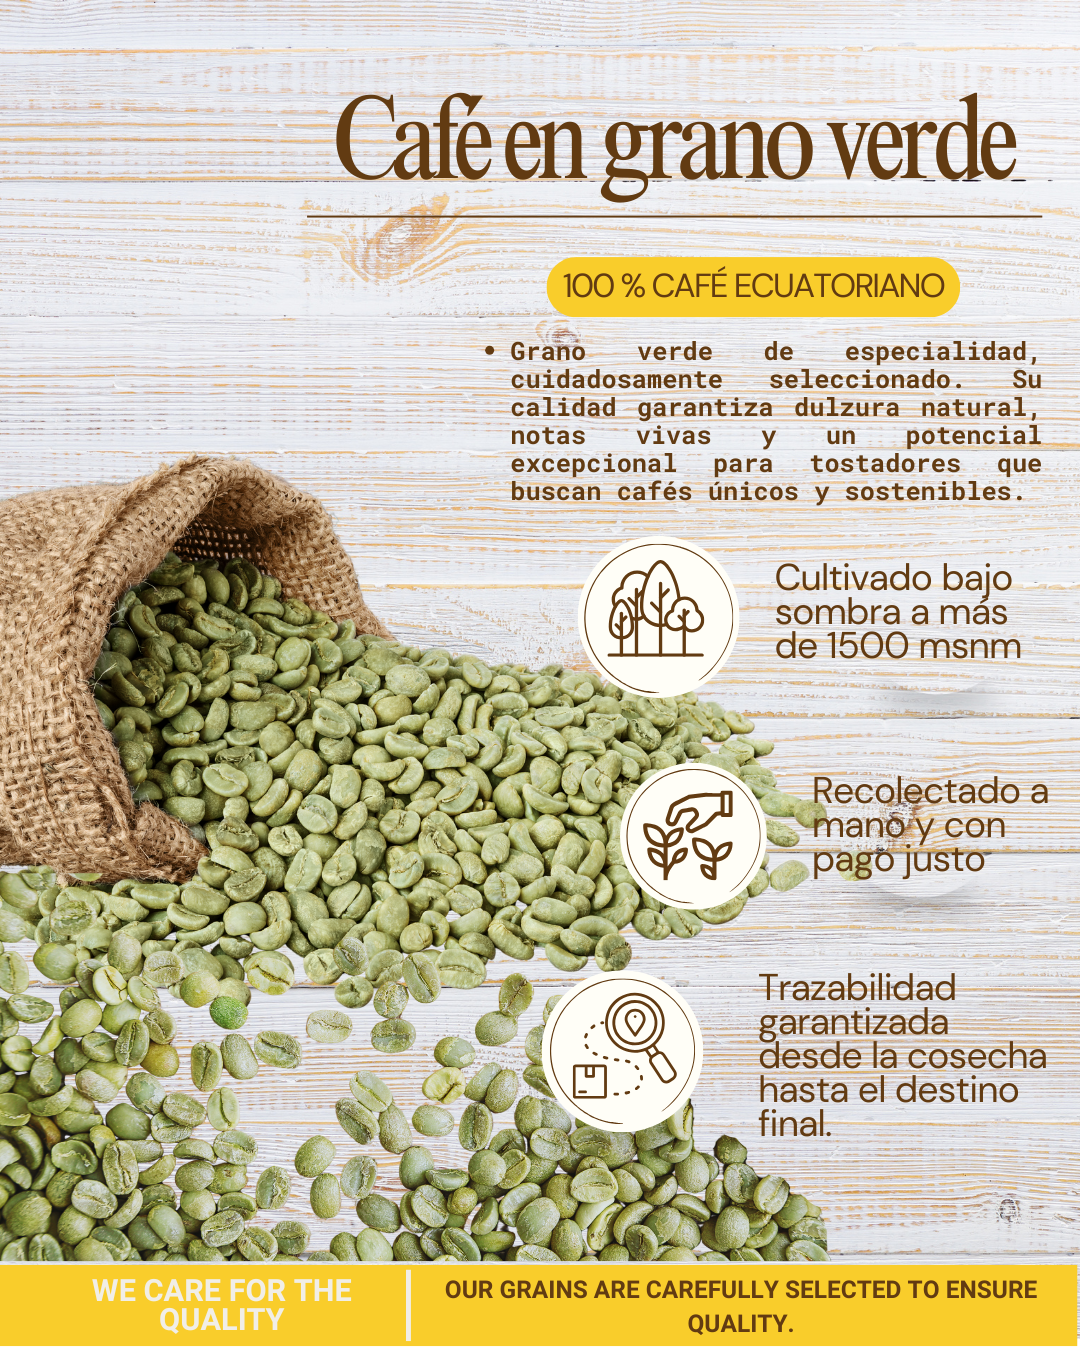 Café en grano verde
100 % CAFÉ ECUATORIANO
• Grano verde de especialidad,
cuidadosamente seleccionado. Su
calidad garantiza dulzura natural,
notas vivas y un potencial
excepcional para tostadores que
buscan cafés únicos y sostenibles.
Cultivado bajo
sombra a más
de 1500 msnm
Recolectado a
mano y con
pago justo
Trazabilidad
garantizada
desde la cosecha
hasta el destino
final.
WE CARE FOR THE
QUALITY
OUR GRAINS ARE CAREFULLY SELECTED TO ENSURE
QUALITY.